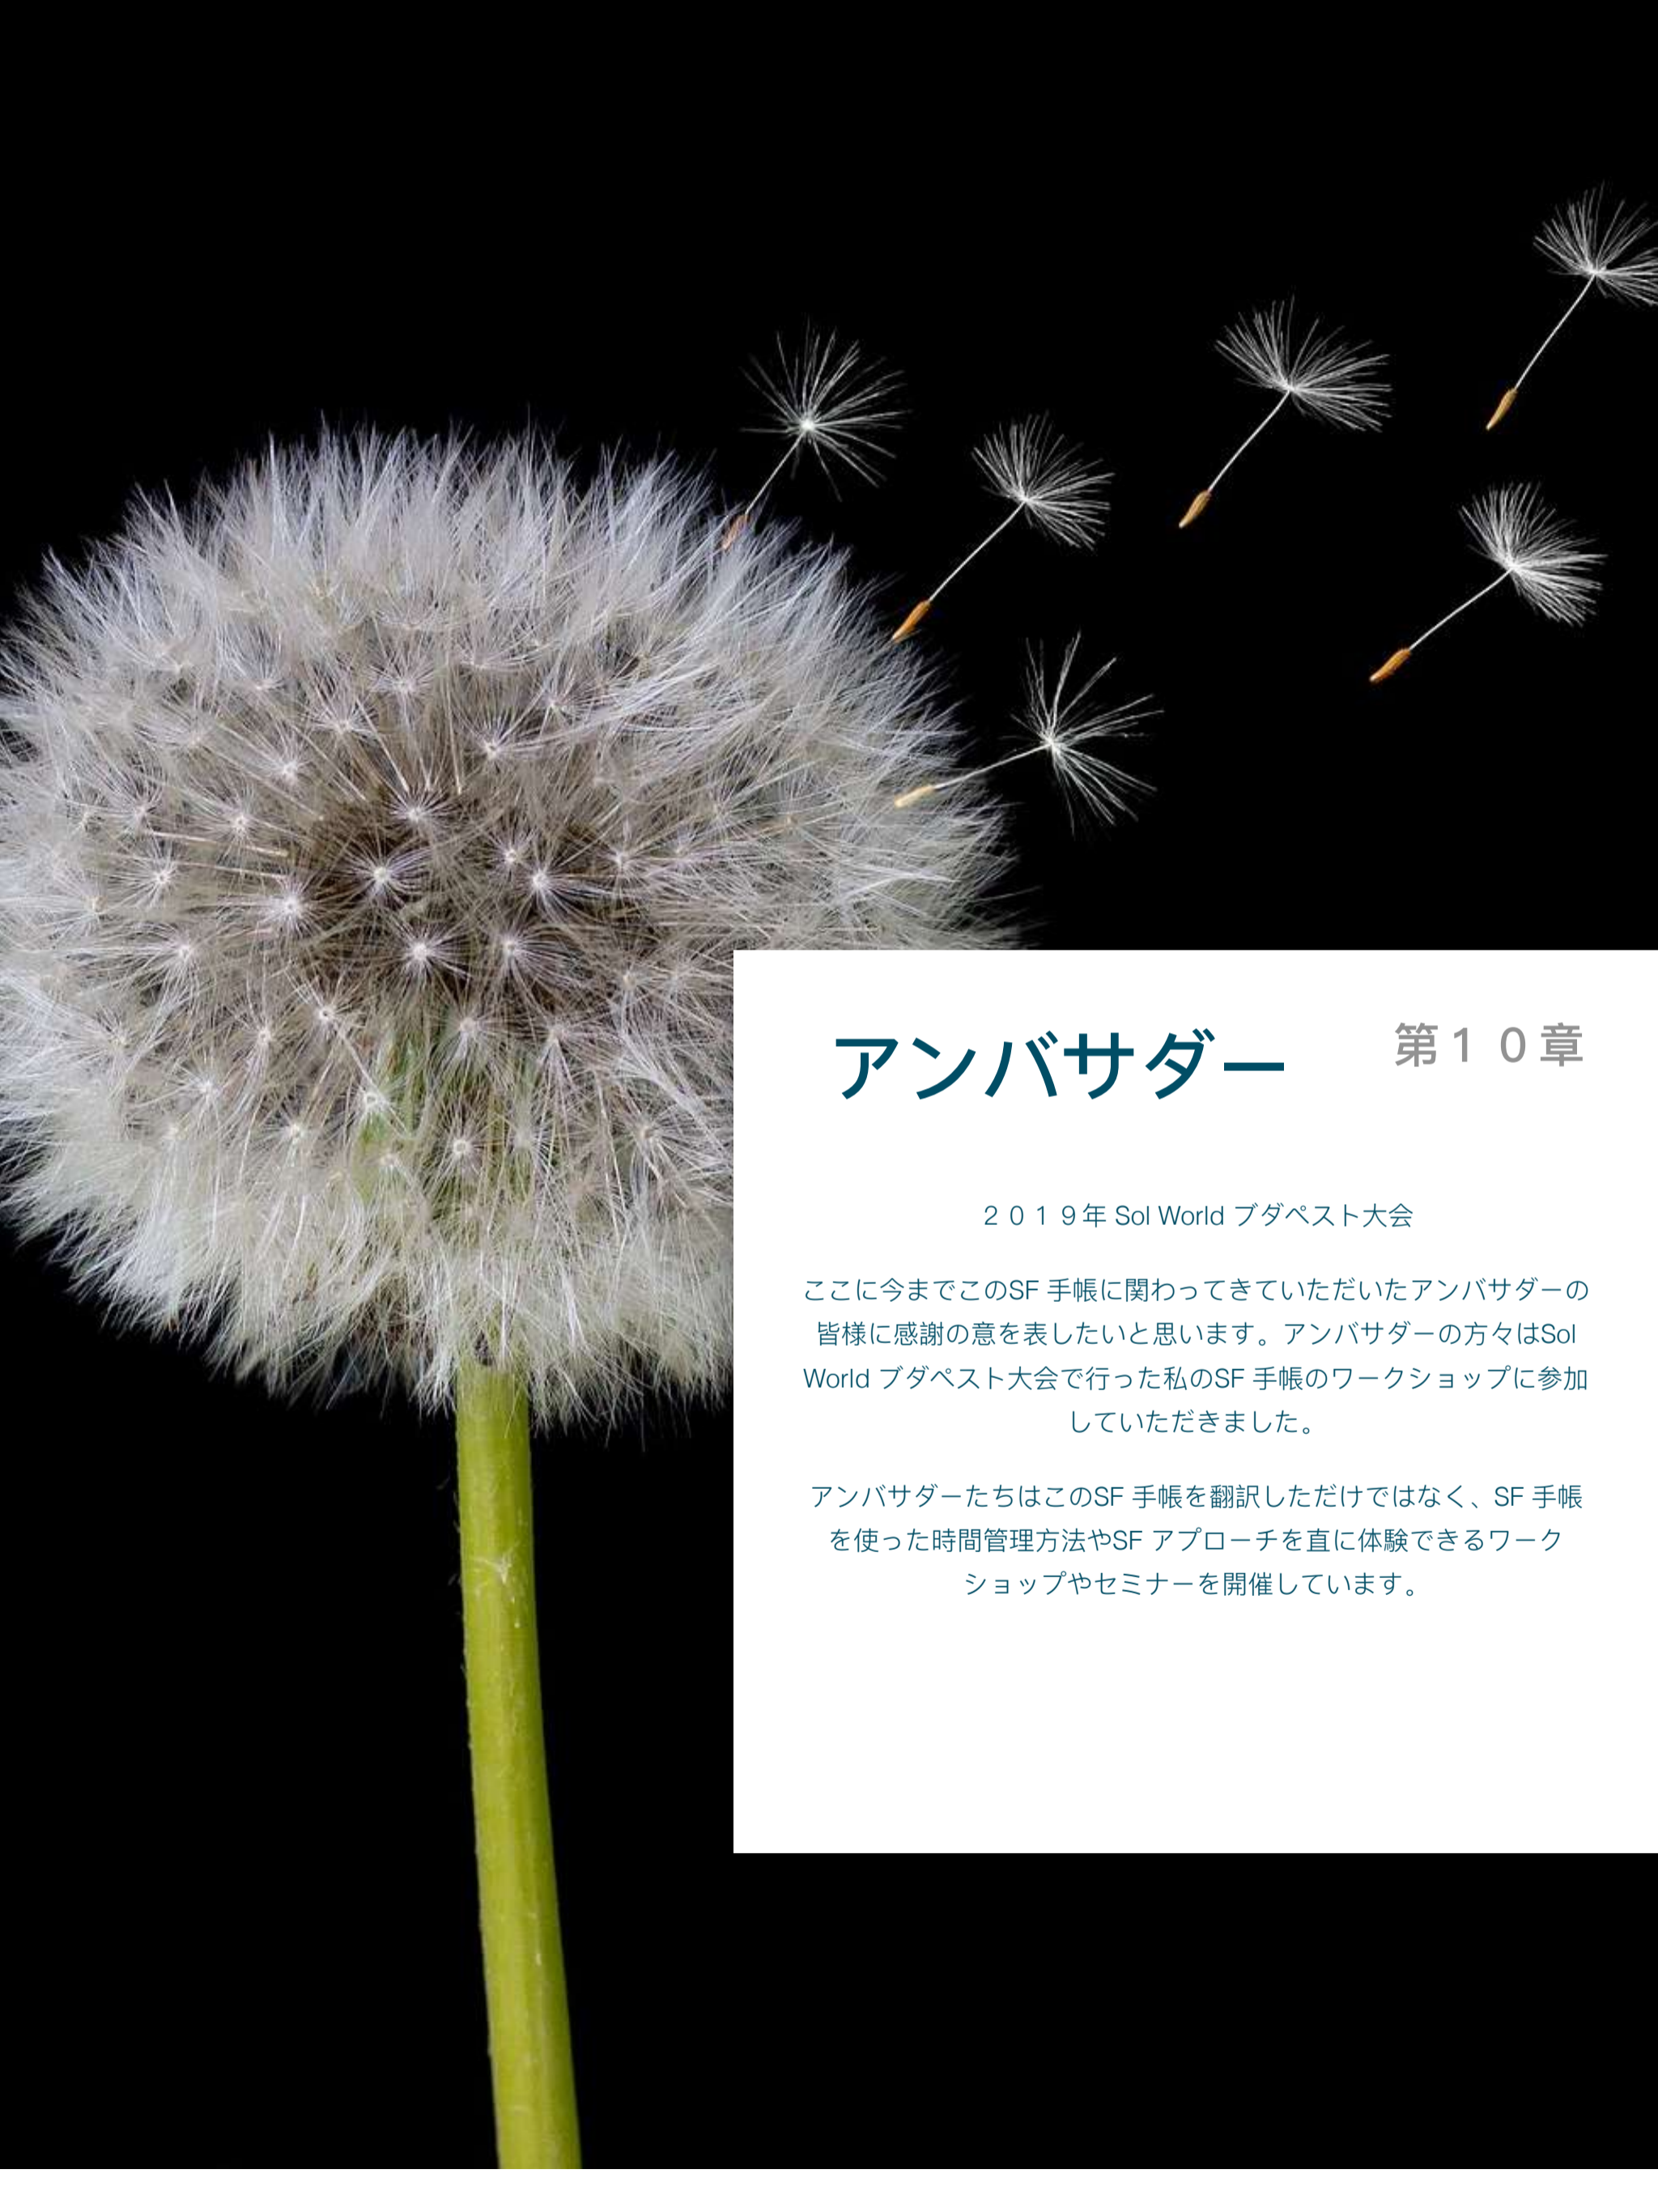 アンバサダー
第１０章
２０１９年 Sol World ブダペスト大会
ここに今までこのSF 手帳に関わってきていただいたアンバサダーの
皆様に感謝の意を表したいと思います。アンバサダーの方々はSol
World ブダペスト大会で行った私のSF 手帳のワークショップに参加
していただきました。
アンバサダーたちはこのSF 手帳を翻訳しただけではなく、SF 手帳
を使った時間管理方法やSF アプローチを直に体験できるワーク
ショップやセミナーを開催しています。